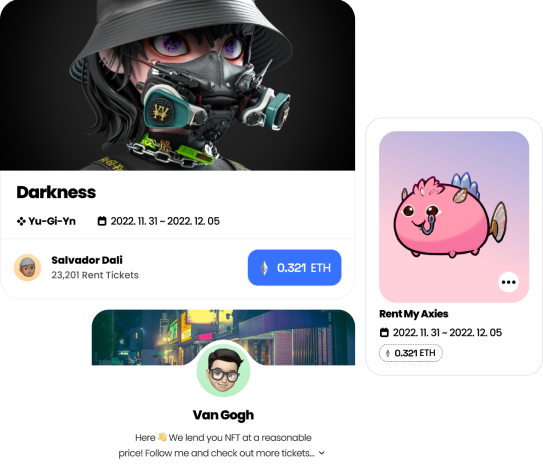 Darkness
Yu-Gi-Yn 2022. 11. 31 ~ 2022. 12. 05
Salvador Dali
23,201 Rent Tickets
0.321 ETH
Rent My Axies
2022. 11. 31 ~ 2022. 12. 05
0.321 ETH
Van Gogh
Here 👋 We lend you NFT at a reasonable
price! Follow me and check out more tickets...